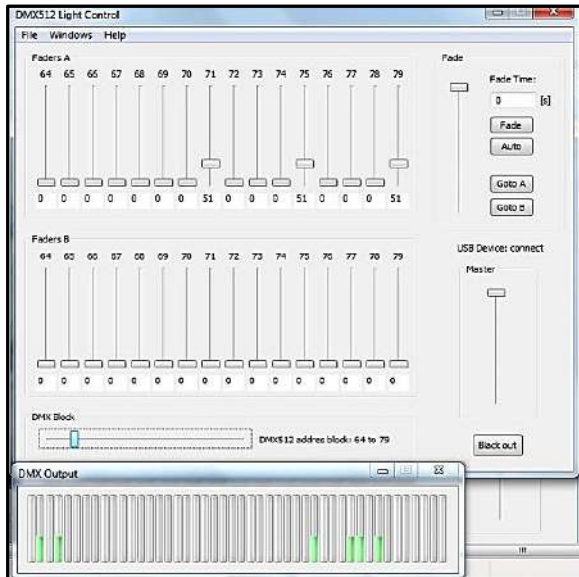 DMX512 Light Control
File Windows Help
Faders A
64 65 66 67 68 69 70 71 72 73 74 75 76 77 78 79
0 0 0 0 0 0 0 51 0 0 0 51 0 0 0 51
Fade
Fade Time:
0 [s]
Fade
Auto
Goto A
Goto B
Faders B
64 65 66 67 68 69 70 71 72 73 74 75 76 77 78 79
0 0 0 0 0 0 0 0 0 0 0 0 0 0 0 0
USB Device: connect
Master
DMX Block
DMX512 addres block: 64 to 79
Black out
DMX Output